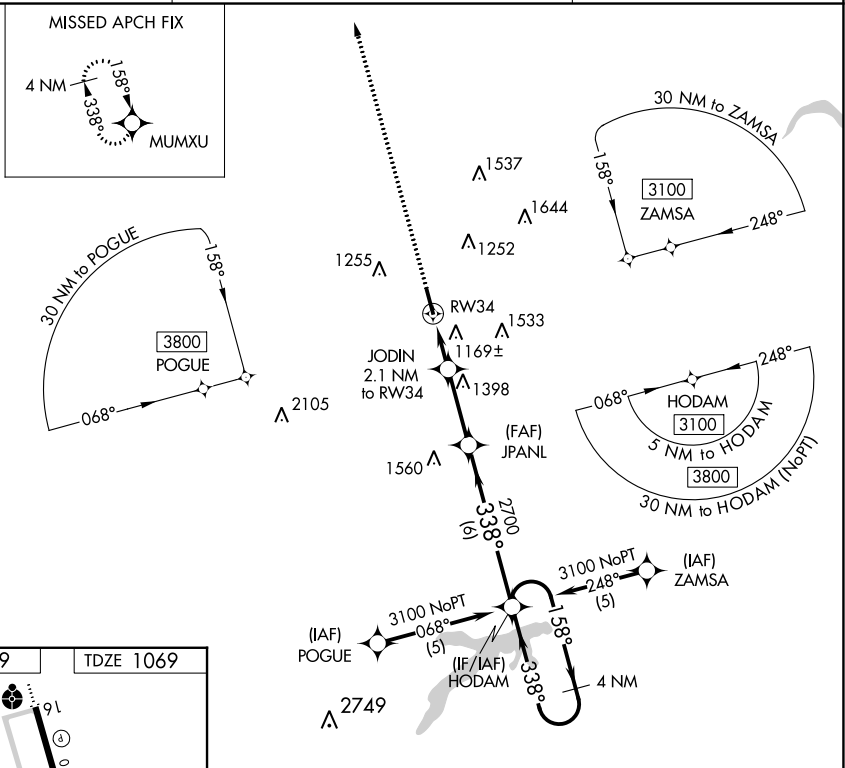 MISSED APCH FIX
4 NM
158°
338°
MUMXU
30 NM to POGUE
158°
3800
POGUE
068°
30 NM to ZAMSA
158°
3100
ZAMSA
248°
1537
1644
1252
1255
RW34
1533
1169±
JODIN
2.1 NM
to RW34
1398
2105
(FAF)
JPANL
1560
068°
248°
HODAM
3100
5 NM to HODAM
3800
30 NM to HODAM (NoPT)
2700
338°
(6)
3100 NoPT
248°
(5)
(IAF)
ZAMSA
3100 NoPT
068°
(5)
(IAF)
POGUE
(IF/IAF)
HODAM
158°
338°
4 NM
2749
9
TDZE 1069
16
P
0